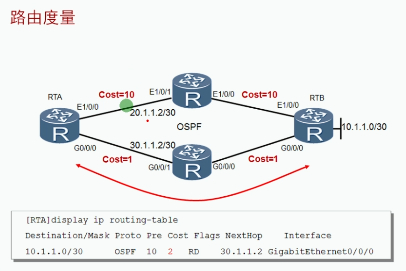 路由度量
Cost=10
E1/0/1
Cost=10
RTA
E1/0/0
20.1.1.2/30
E1/0/0
RTB
R
R
OSPF
R
10.1.1.0/30
30.1.1.2/30
G0/0/0
G0/0/0
Cost=1
G0/0/1
R
G0/0/0
Cost=1
[RTA]display ip routing-table
Destination/Mask Proto Pre Cost Flags NextHop Interface
10.1.1.0/30 OSPF 10 2 RD 30.1.1.2 GigabitEthernet0/0/0